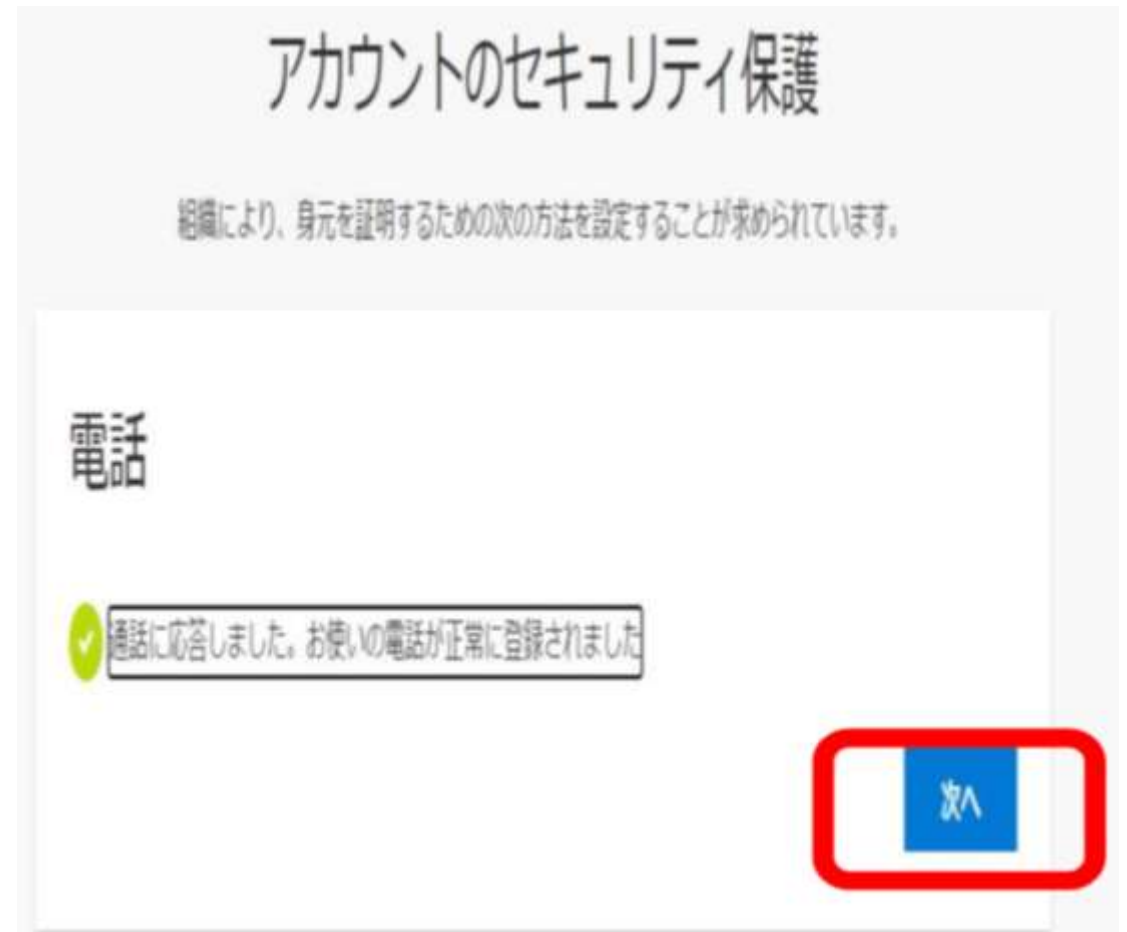 アカウントのセキュリティ保護
組織により、身元を証明するための次の方法を設定することが求められています。
電話
通話に応答しました。お使いの電話が正常に登録されました
次へ